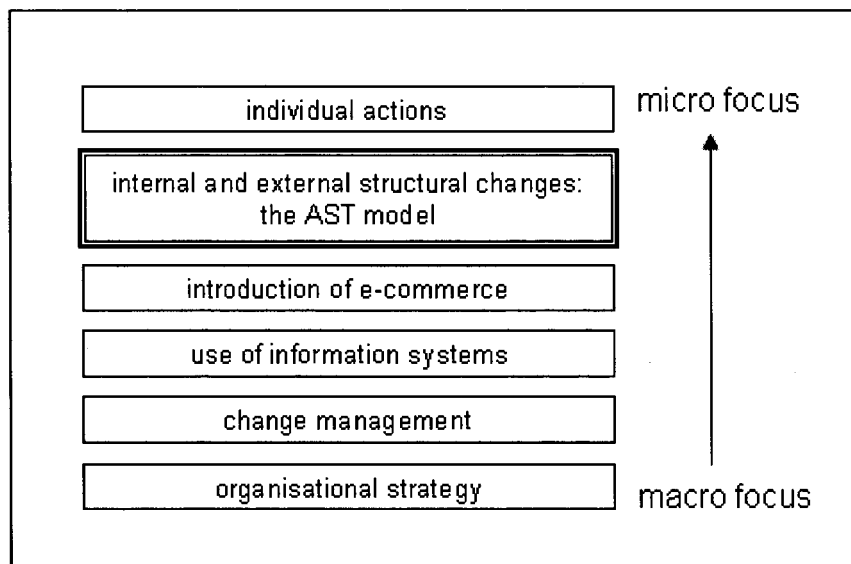 individual actions
micro focus
internal and external structural changes:
the AST model
introduction of e-commerce
use of information systems
change management
organisational strategy
macro focus